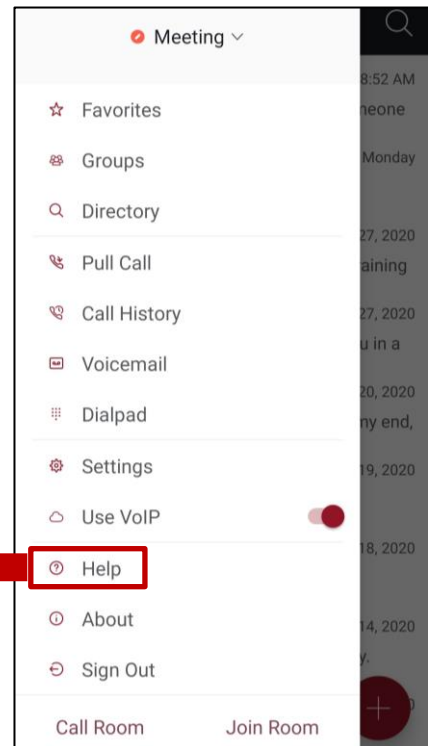 Meeting
8:52 AM
neone
Favorites
Groups
Monday
Directory
27, 2020
Pull Call
aining
Call History
27, 2020
u in a
Voicemail
20, 2020
Dialpad
my end,
Settings
19, 2020
Use VoIP
18, 2020
Help
About
14, 2020
y.
Sign Out
Call Room Join Room